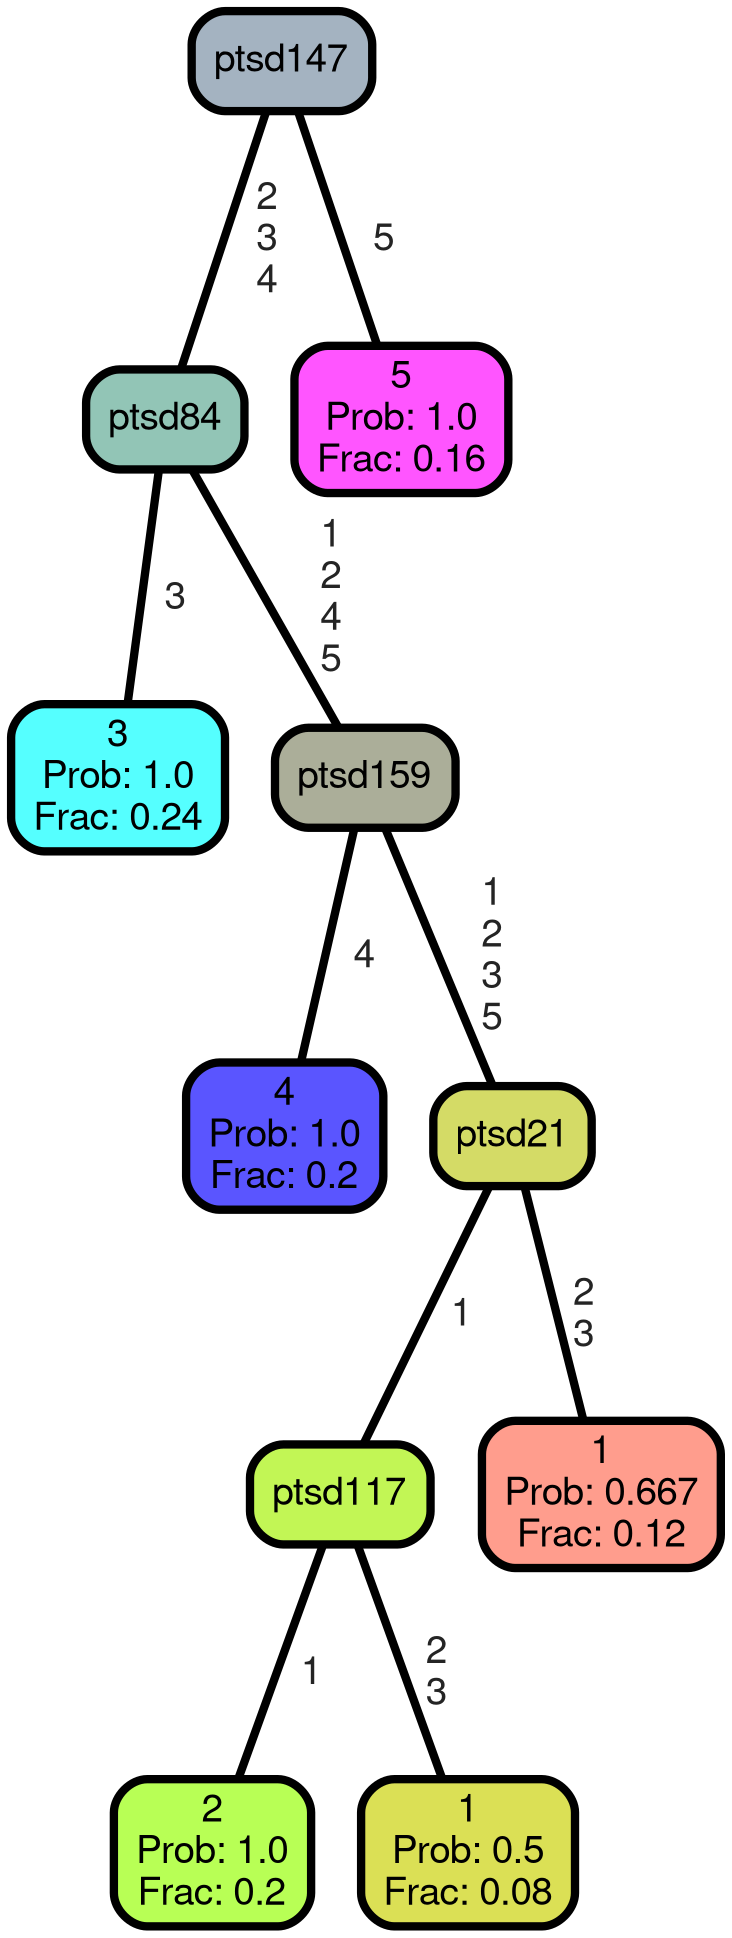 ptsd147
2
3
4
5
ptsd84
5
Prob: 1.0
Frac: 0.16
3
1
2
4
5
3
Prob: 1.0
Frac: 0.24
ptsd159
4
1
2
3
5
4
Prob: 1.0
Frac: 0.2
ptsd21
1
2
3
ptsd117
1
Prob: 0.667
Frac: 0.12
1
2
3
2
Prob: 1.0
Frac: 0.2
1
Prob: 0.5
Frac: 0.08